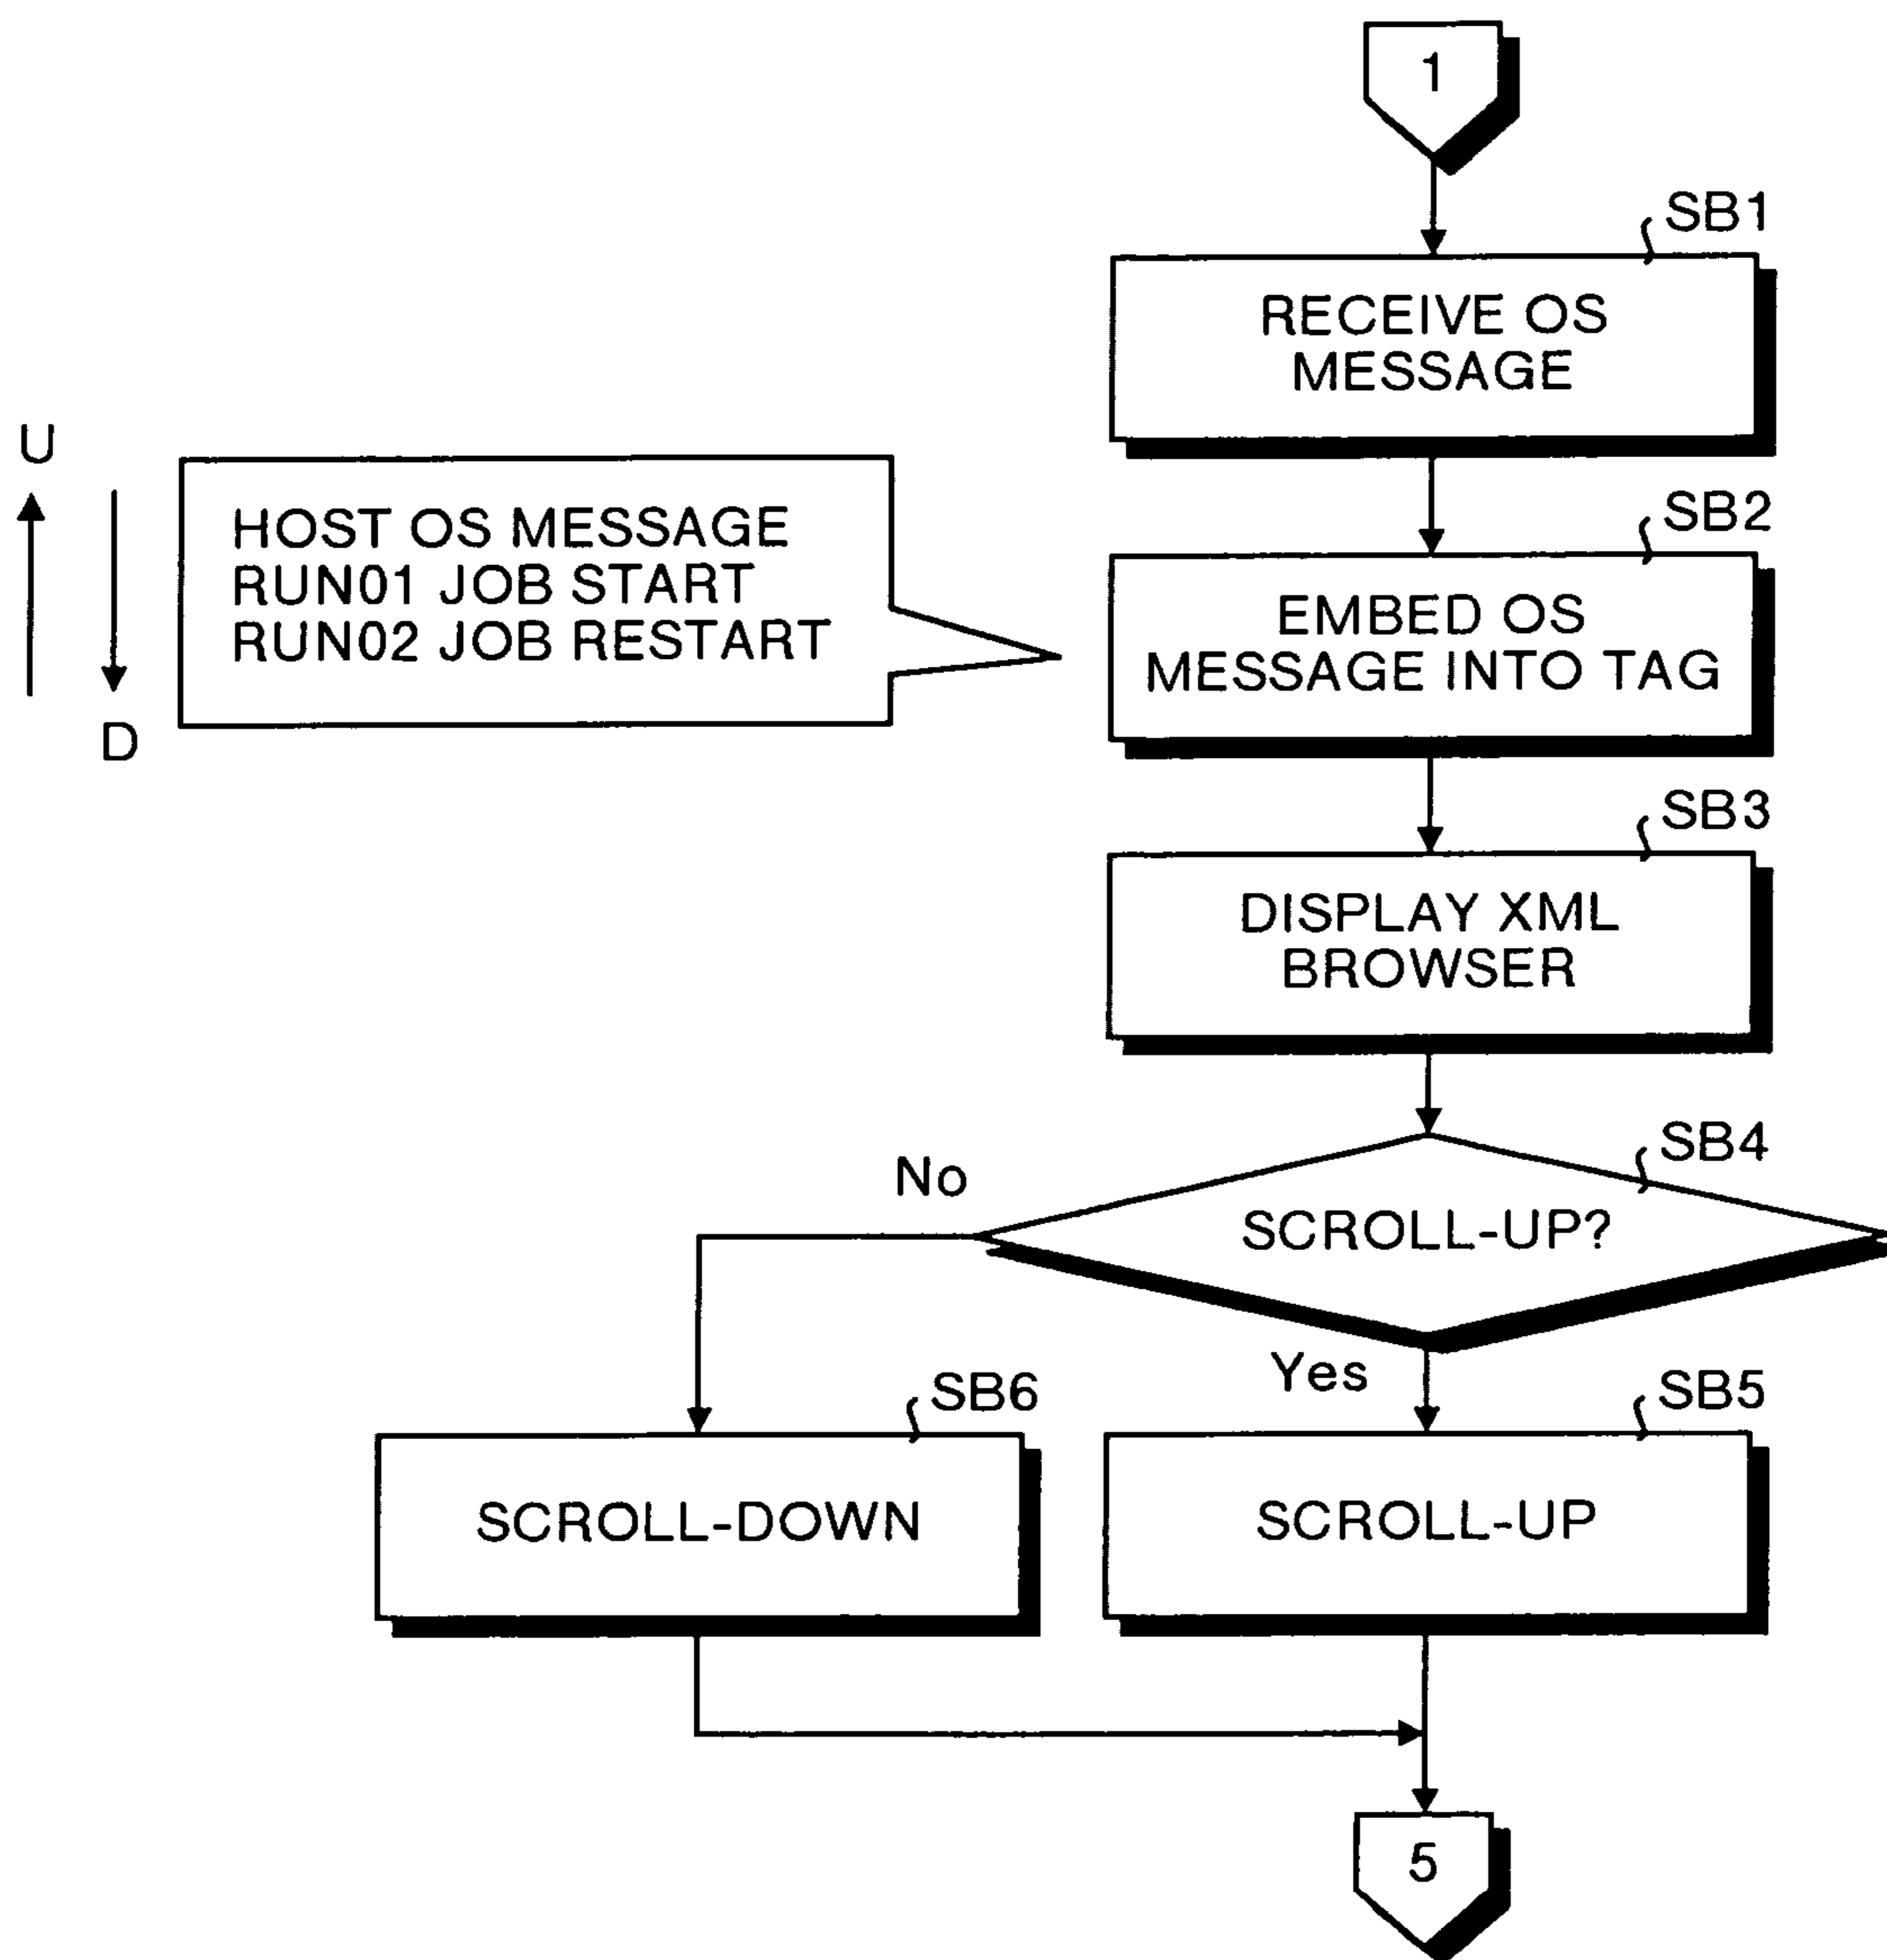 1
SB1
RECEIVE OS
MESSAGE
U
D
HOST OS MESSAGE
RUN01 JOB START
RUN02 JOB RESTART
SB2
EMBED OS
MESSAGE INTO TAG
SB3
DISPLAY XML
BROWSER
SB4
No
SCROLL-UP?
Yes
SB6
SB5
SCROLL-DOWN
SCROLL-UP
5